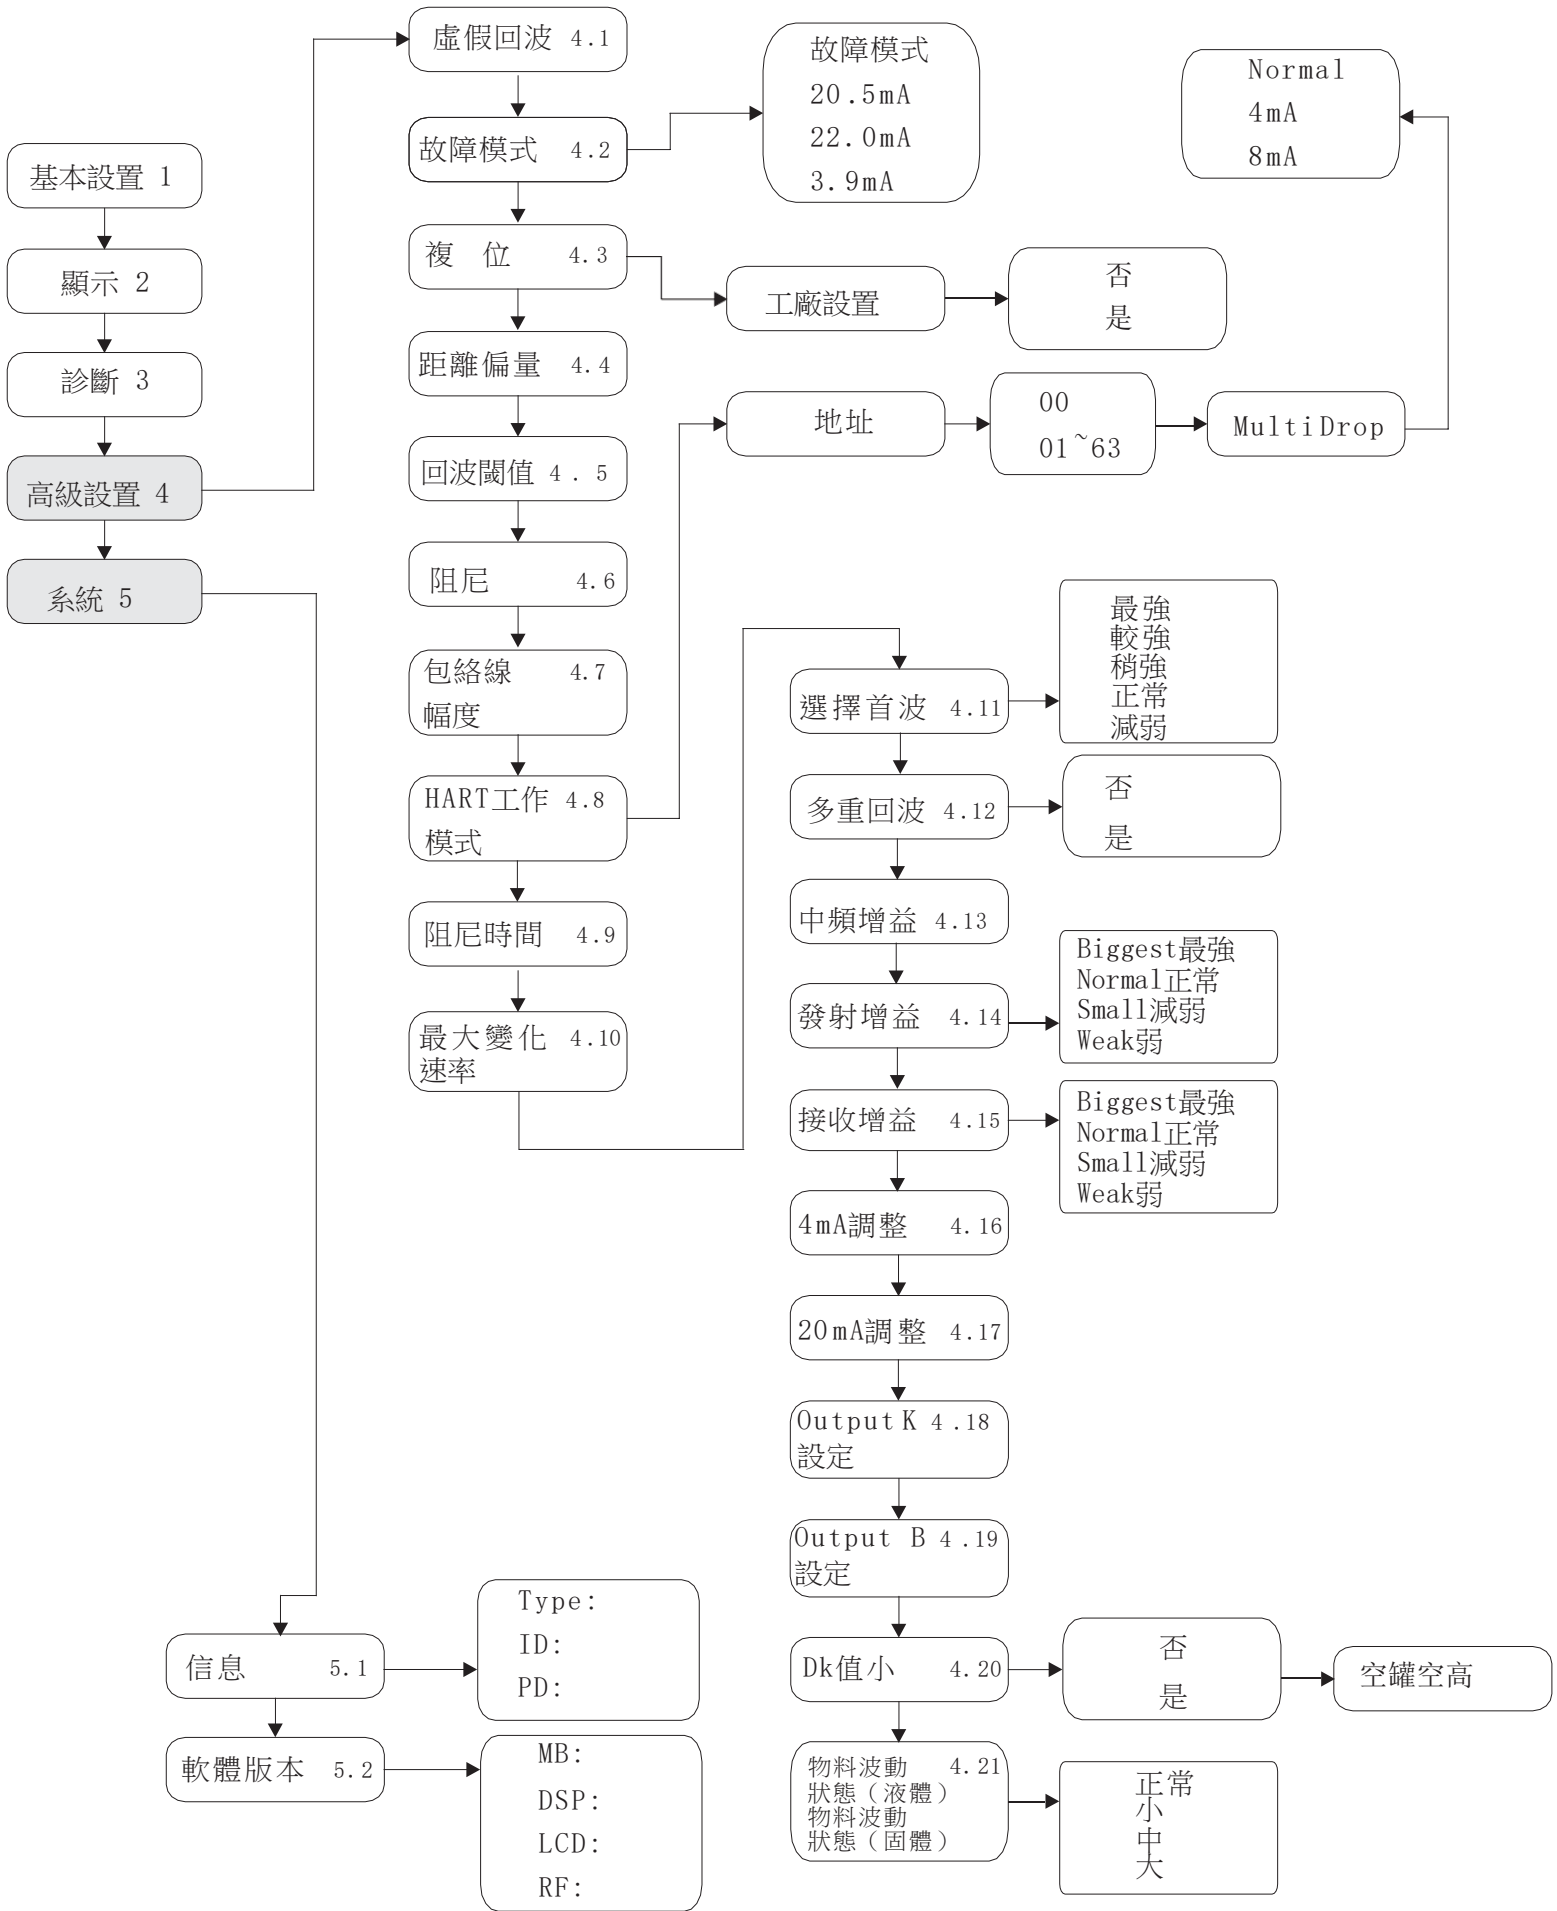 基本設置 1
顯示 2
診斷 3
高級設置 4
系統 5
虛假回波 4.1
故障模式 4.2
故障模式
20.5mA
22.0mA
3.9mA
複 位 4.3
工廠設置
否
是
距離偏量 4.4
回波閾值 4.5
阻尼 4.6
包絡線 4.7
幅度
HART工作 4.8
模式
地址
00
01~63
MultiDrop
Normal
4mA
8mA
阻尼時間 4.9
最大變化 4.10
速率
選擇首波 4.11
最強
較強
稍強
正常
減弱
多重回波 4.12
否
是
中頻增益 4.13
發射增益 4.14
Biggest最強
Normal正常
Small減弱
Weak弱
接收增益 4.15
Biggest最強
Normal正常
Small減弱
Weak弱
4mA調整 4.16
20mA調整 4.17
Output K 4.18
設定
Output B 4.19
設定
Dk值小 4.20
否
是
空罐空高
物料波動 4.21
狀態（液體）
物料波動
狀態（固體）
正常
小
中
大
信息 5.1
Type:
ID:
PD:
軟體版本 5.2
MB:
DSP:
LCD:
RF: